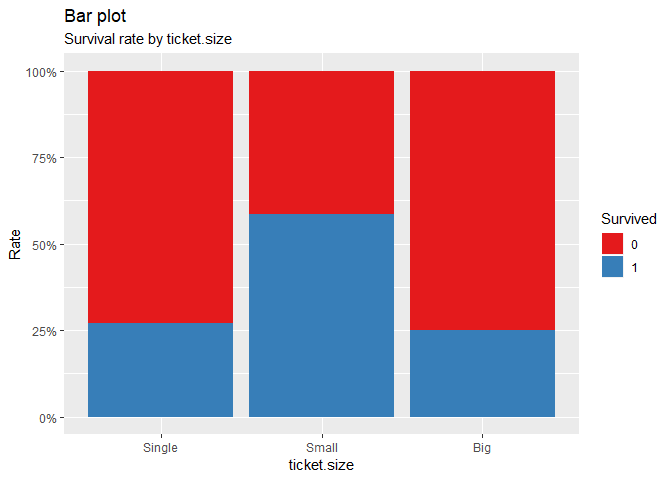 Bar plot
Survival rate by ticket.size
100%
75%
50%
25%
0%
Rate
Single Small Big
ticket.size
Survived
0
1